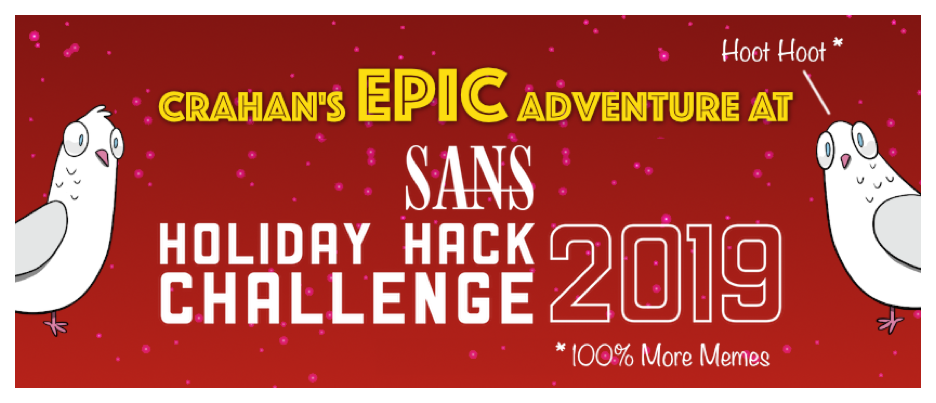 Hoot Hoot *
CRAHAN'S EPIC ADVENTURE AT
SANS
HOLIDAY HACK
CHALLENGE 2019
* 100% More Memes